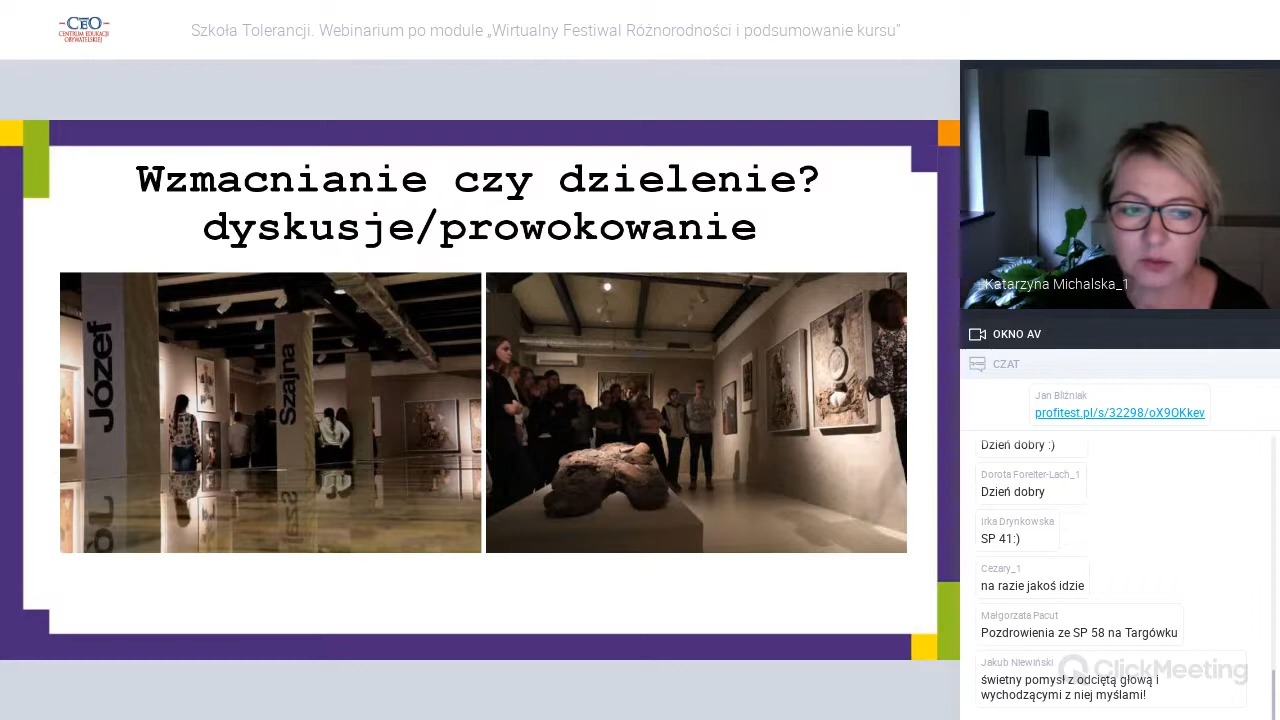 CEO
CENTRUM EDUKACJI
OBYWATELSKIEJ
Szkoła Tolerancji. Webinarium po module „Wirtualny Festiwal Różnorodności i podsumowanie kursu”
Wzmacnianie czy dzielenie?
dyskusje/prowokowanie
Józef
Szajna
Katarzyna Michalska_1
OKNO AV
CZAT
Jan Bliźniak
profitest.pl/s/32298/oX9OKkev
Dzień dobry :)
Dorota Foreiter-Lach_1
Dzień dobry
Irka Drynkowska
SP 41:)
Cezary_1
na razie jakoś idzie
Małgorzata Pacut
Pozdrowienia ze SP 58 na Targówku
Jakub Niewiński
świetny pomysł z odciętą głową i
wychodzącymi z niej myślami!
ClickMeeting